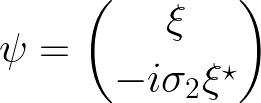 ψ = ( ξ
−iσ₂ξ⋆ )